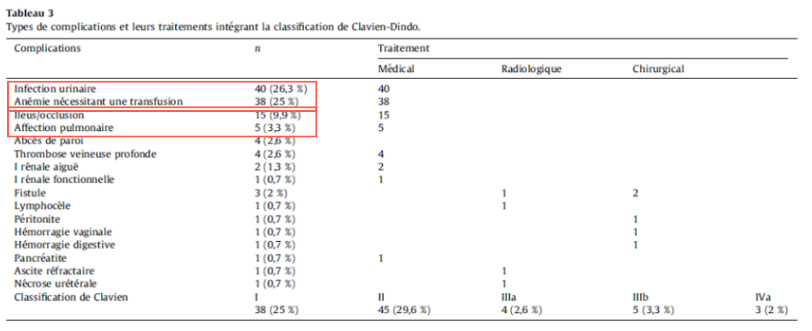 Tableau 3
Types de complications et leurs traitements intégrant la classification de Clavien-Dindo.
Complications n Traitement
Médical Radiologique Chirurgical
Infection urinaire 40 (26,3 %) 40
Anémie nécessitant une transfusion 38 (25 %) 38
Iléus/occlusion 15 (9,9 %) 15
Affection pulmonaire 5 (3,3 %) 5
Abcès de paroi 4 (2,6 %)
Thrombose veineuse profonde 4 (2,6 %) 4
I rénale aiguë 2 (1,3 %) 2
I rénale fonctionnelle 1 (0,7 %) 1
Fistule 3 (2 %) 1 2
Lymphocèle 1 (0,7 %) 1
Péritonite 1 (0,7 %) 1
Hémorragie vaginale 1 (0,7 %) 1
Hémorragie digestive 1 (0,7 %) 1
Pancréatite 1 (0,7 %) 1
Ascite réfractaire 1 (0,7 %) 1
Nécrose urétérale 1 (0,7 %) 1
Classification de Clavien I II IIIa IIIb IVa
38 (25 %) 45 (29,6 %) 4 (2,6 %) 5 (3,3 %) 3 (2 %)